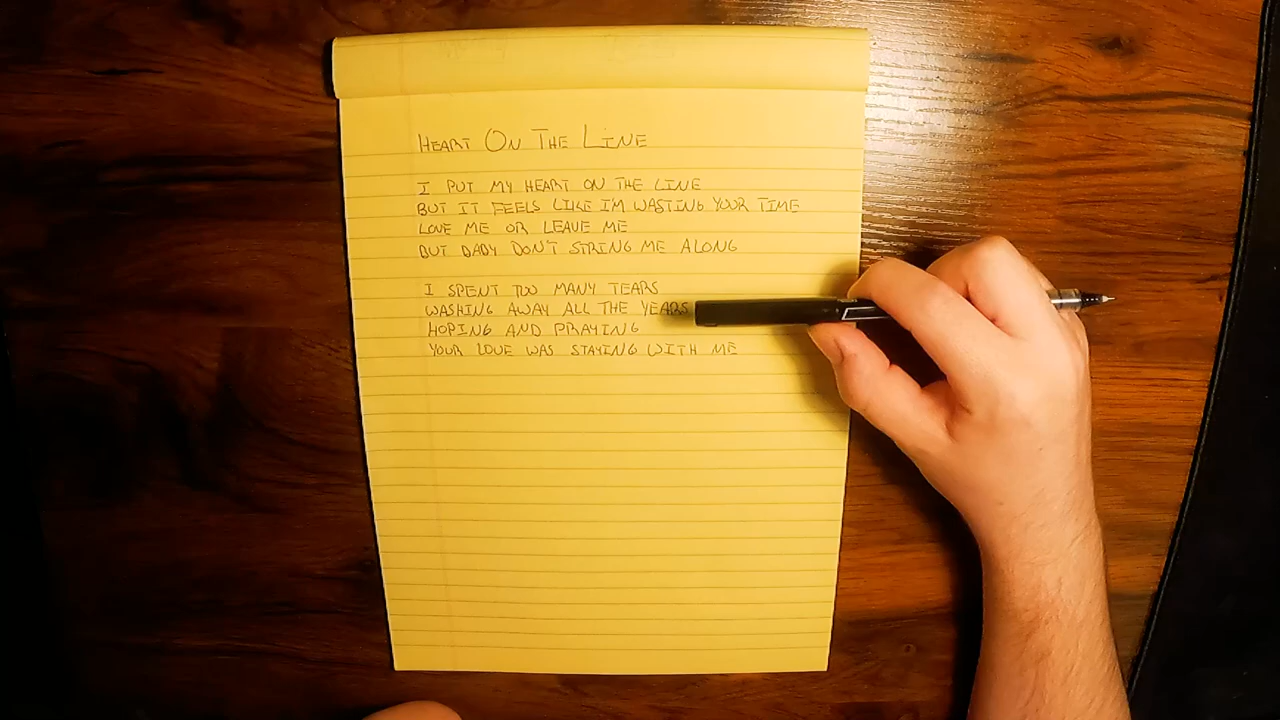 HEART ON THE LINE
I PUT MY HEART ON THE LINE
BUT IT FEELS LIKE I'M WASTING YOUR TIME
LOVE ME OR LEAVE ME
BUT BABY DON'T STRING ME ALONG
I SPENT TOO MANY TEARS
WASHING AWAY ALL THE YEARS
HOPING AND PRAYING
YOUR LOVE WAS STAYING WITH ME